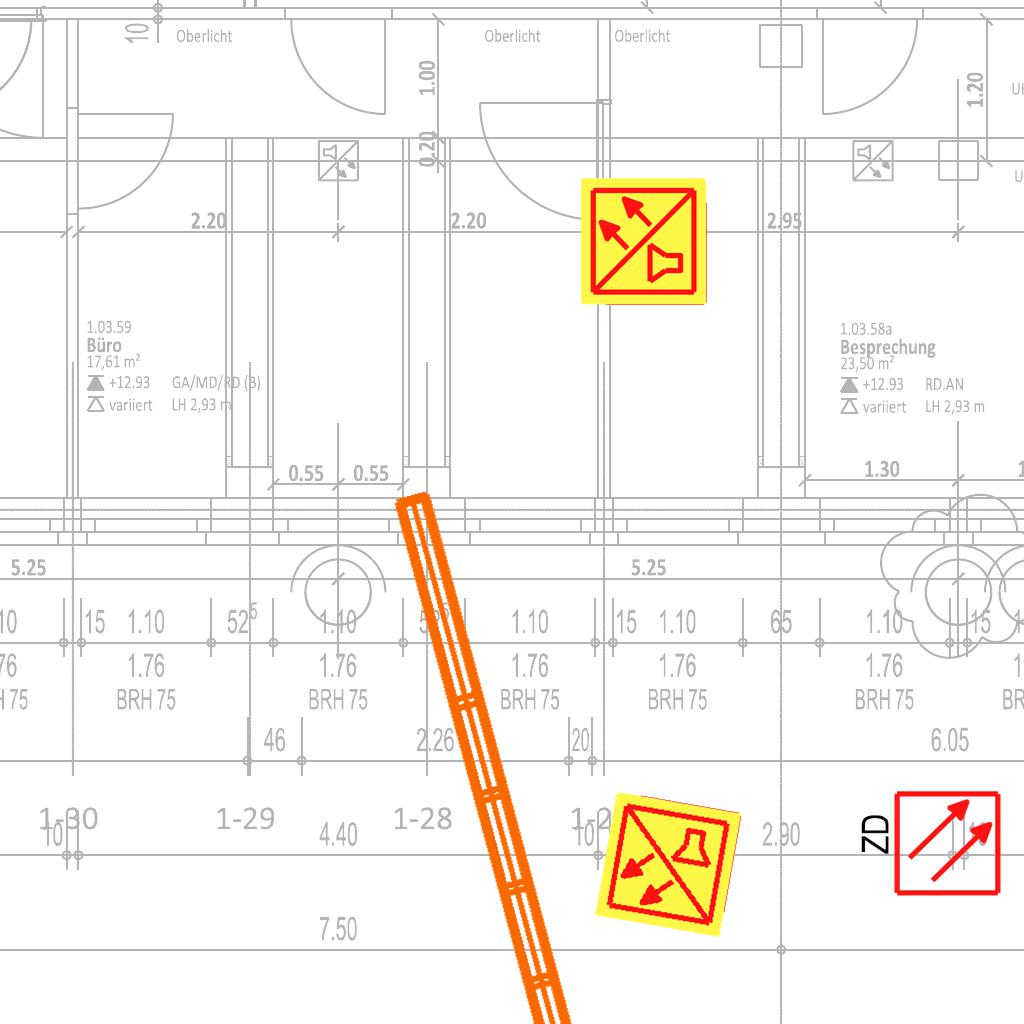 10
Oberlicht
Oberlicht
Oberlicht
1.00
1.20
0.20
2.20
2.20
2.95
1.03.59
Büro
17,61 m²
+12.93 GA/MD/RD (3)
variiert LH 2,93 m
1.03.58a
Besprechung
23,50 m²
+12.93 RD.AN
variiert LH 2,93 m
0.55 0.55
1.30
5.25
5.25
10 15 1.10 52⁶ 1.10 1.10 15 1.10 65 1.10 15
76 1.76 1.76 1.76 1.76 1.76
H 75 BRH 75 BRH 75 BRH 75 BRH 75 BRH 75
46 2.26 20 6.05
1-30 1-29 1-28
10 4.40 10 2.90
ZD
7.50